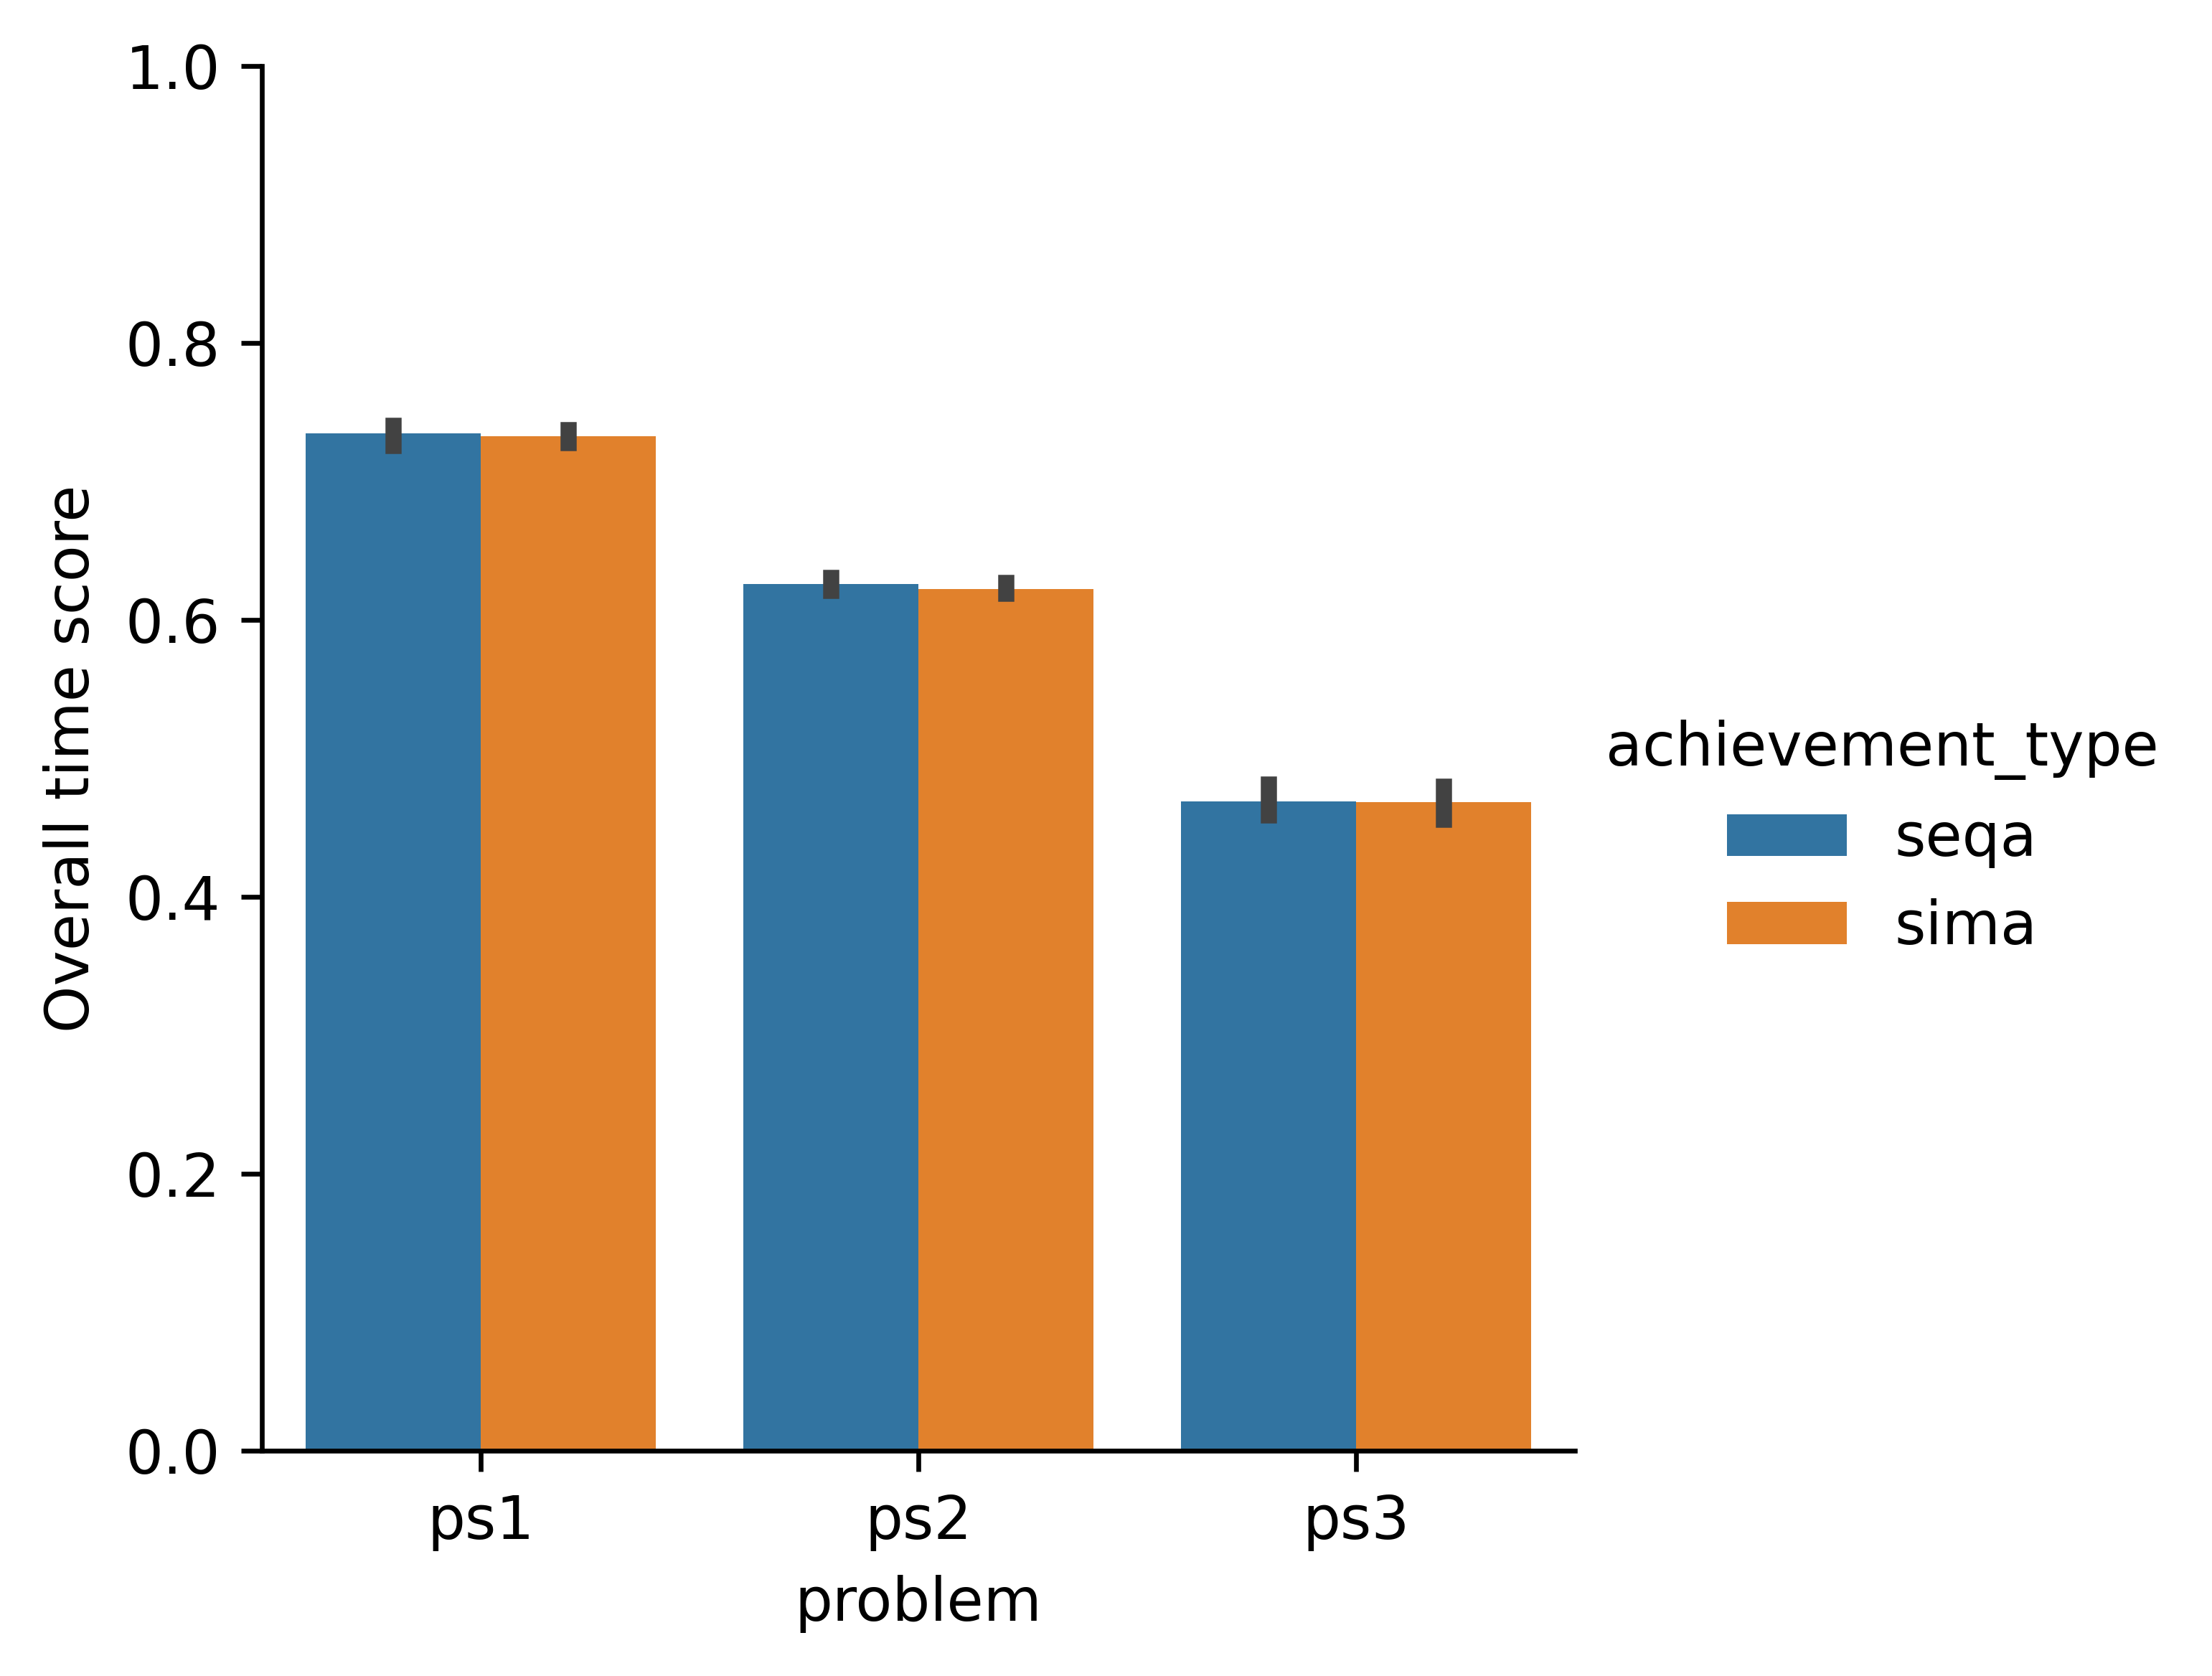 Overall time score
1.0
0.8
0.6
0.4
0.2
0.0
ps1 ps2 ps3
problem
achievement_type
seqa
sima